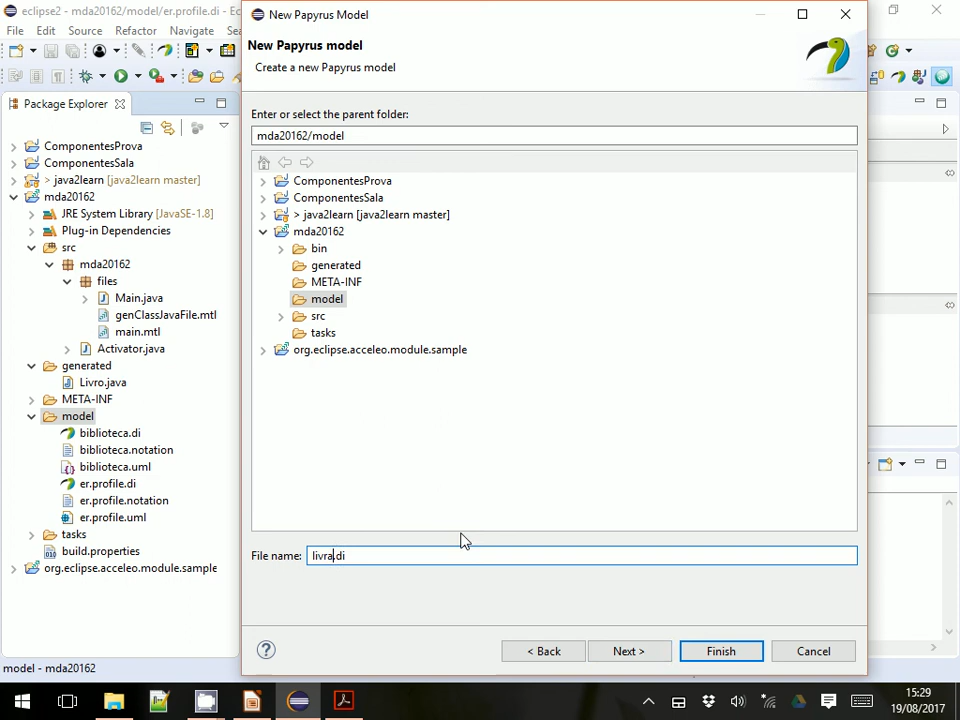 eclipse2 - mda20162/model/er.profile.di - Ec
File Edit Source Refactor Navigate Sea
Package Explorer
ComponentesProva
ComponentesSala
> java2learn [java2learn master]
mda20162
JRE System Library [JavaSE-1.8]
Plug-in Dependencies
src
mda20162
files
Main.java
genClassJavaFile.mtl
main.mtl
Activator.java
generated
Livro.java
META-INF
model
biblioteca.di
biblioteca.notation
biblioteca.uml
er.profile.di
er.profile.notation
er.profile.uml
tasks
build.properties
org.eclipse.acceleo.module.sample
model - mda20162
New Papyrus Model
New Papyrus model
Create a new Papyrus model
Enter or select the parent folder:
mda20162/model
ComponentesProva
ComponentesSala
> java2learn [java2learn master]
mda20162
bin
generated
META-INF
model
src
tasks
org.eclipse.acceleo.module.sample
File name: livra.di
< Back Next > Finish Cancel
15:29
19/08/2017